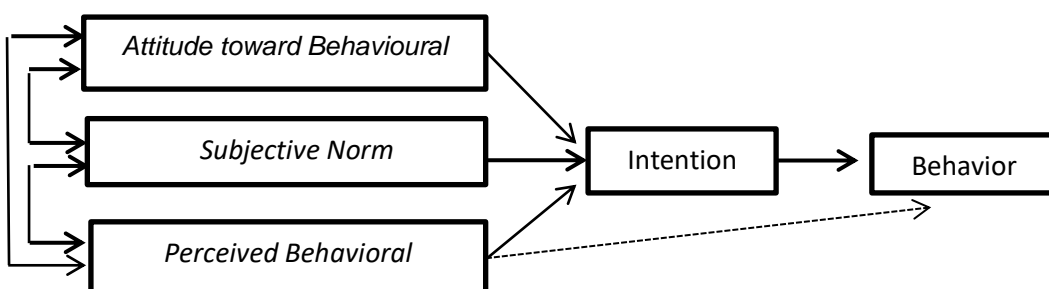 Attitude toward Behavioural
Subjective Norm
Intention
Behavior
Perceived Behavioral